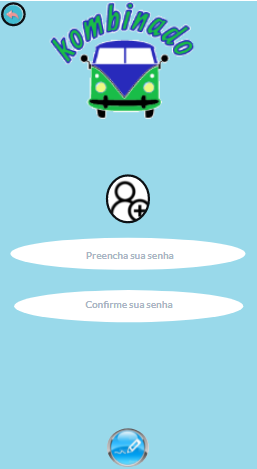 kombinado
Preencha sua senha
Confirme sua senha